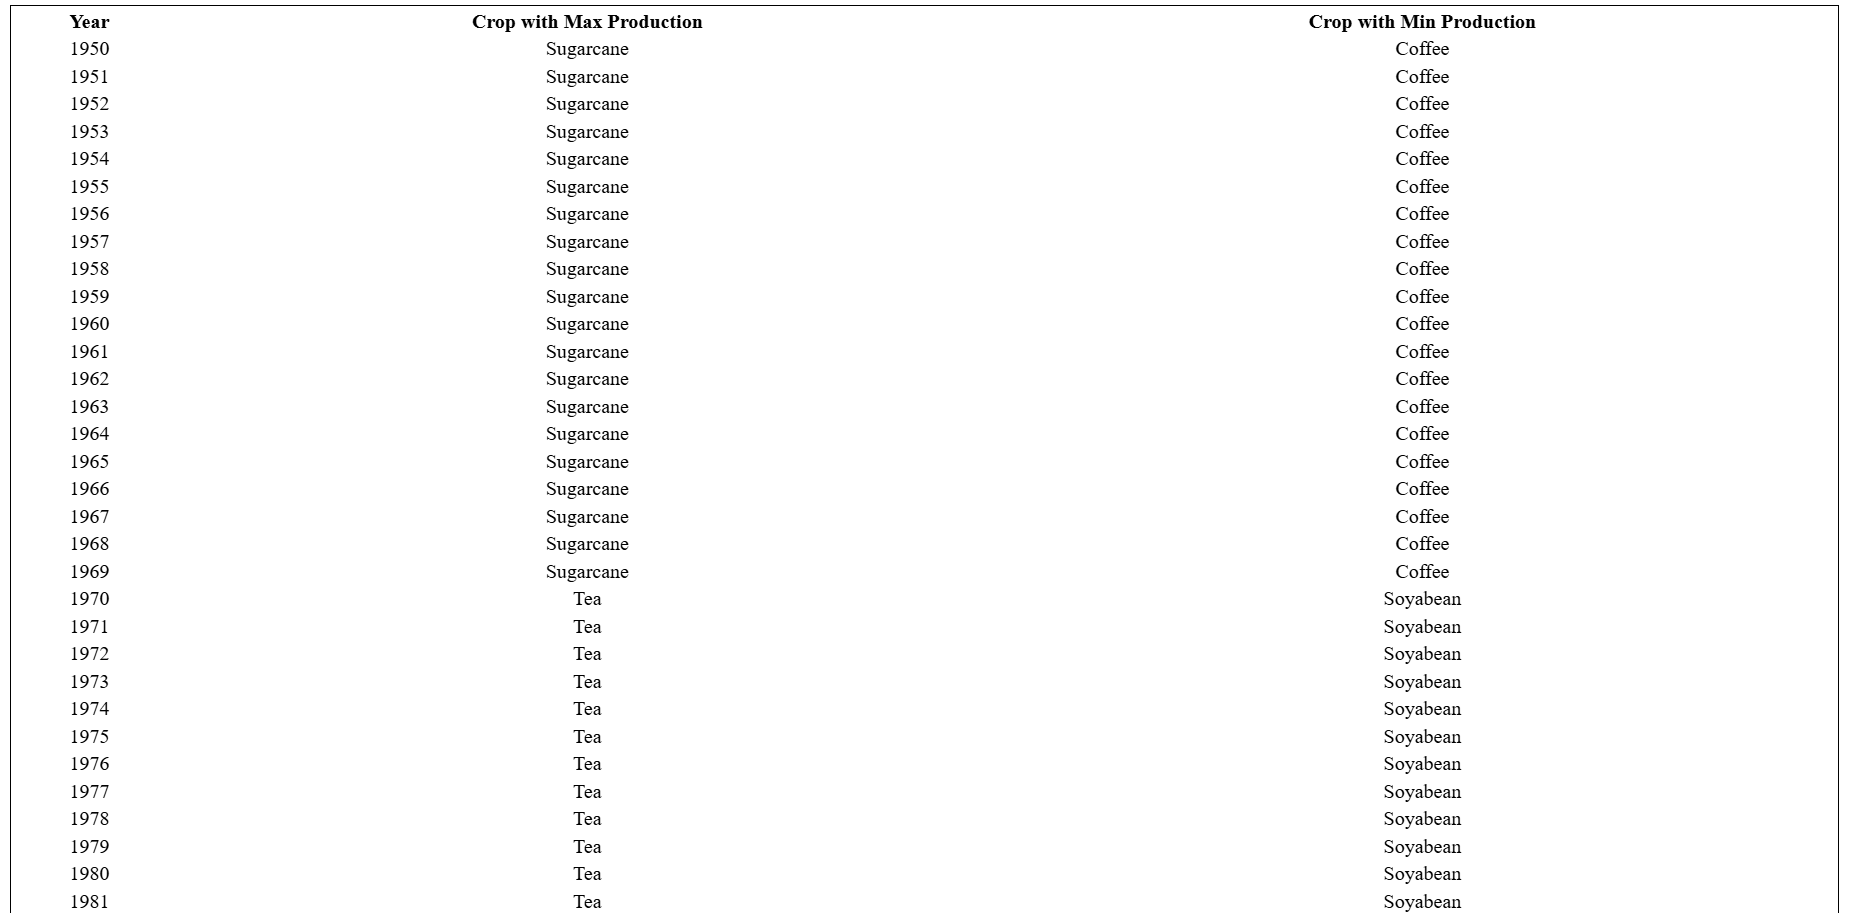 Year Crop with Max Production Crop with Min Production
1950 Sugarcane Coffee
1951 Sugarcane Coffee
1952 Sugarcane Coffee
1953 Sugarcane Coffee
1954 Sugarcane Coffee
1955 Sugarcane Coffee
1956 Sugarcane Coffee
1957 Sugarcane Coffee
1958 Sugarcane Coffee
1959 Sugarcane Coffee
1960 Sugarcane Coffee
1961 Sugarcane Coffee
1962 Sugarcane Coffee
1963 Sugarcane Coffee
1964 Sugarcane Coffee
1965 Sugarcane Coffee
1966 Sugarcane Coffee
1967 Sugarcane Coffee
1968 Sugarcane Coffee
1969 Sugarcane Coffee
1970 Tea Soyabean
1971 Tea Soyabean
1972 Tea Soyabean
1973 Tea Soyabean
1974 Tea Soyabean
1975 Tea Soyabean
1976 Tea Soyabean
1977 Tea Soyabean
1978 Tea Soyabean
1979 Tea Soyabean
1980 Tea Soyabean
1981 Tea Soyabean